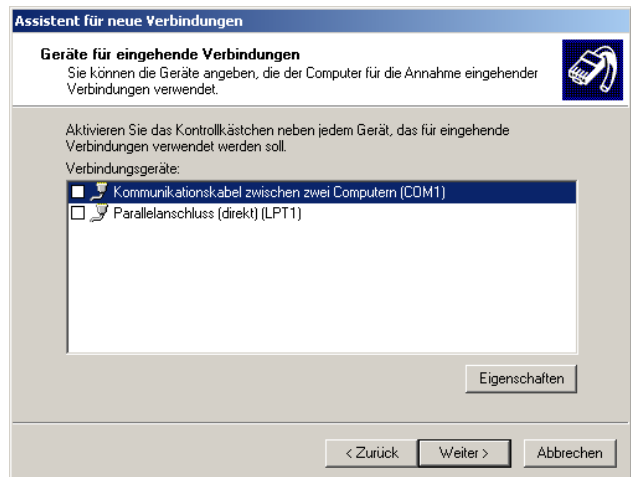 Assistent für neue Verbindungen
Geräte für eingehende Verbindungen
Sie können die Geräte angeben, die der Computer für die Annahme eingehender
Verbindungen verwendet.
Aktivieren Sie das Kontrollkästchen neben jedem Gerät, das für eingehende
Verbindungen verwendet werden soll.
Verbindungsgeräte:
Kommunikationskabel zwischen zwei Computern (COM1)
Parallelanschluss (direkt) (LPT1)
Eigenschaften
< Zurück Weiter > Abbrechen